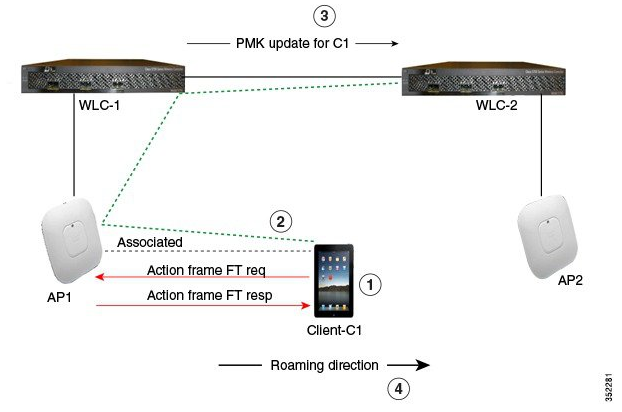 3
PMK update for C1
WLC-1
WLC-2
2
Associated
Action frame FT req
1
Action frame FT resp
AP1
AP2
Client-C1
Roaming direction
4
352281